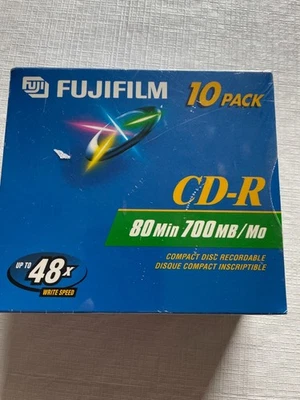 FUJI FUJIFILM 10 PACK
CD-R
80 Min 700 MB/Mo
COMPACT DISC RECORDABLE
DISQUE COMPACT INSCRIPTIBLE
UP TO 48x
WRITE SPEED